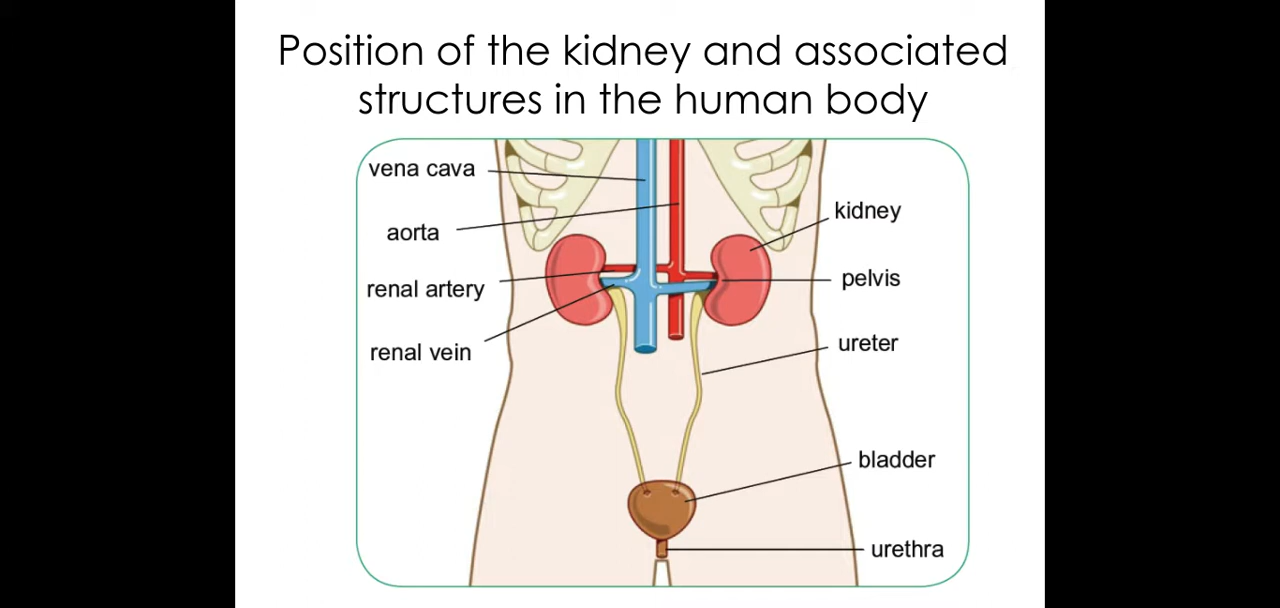 Position of the kidney and associated
structures in the human body
vena cava
aorta
renal artery
renal vein
kidney
pelvis
ureter
bladder
urethra